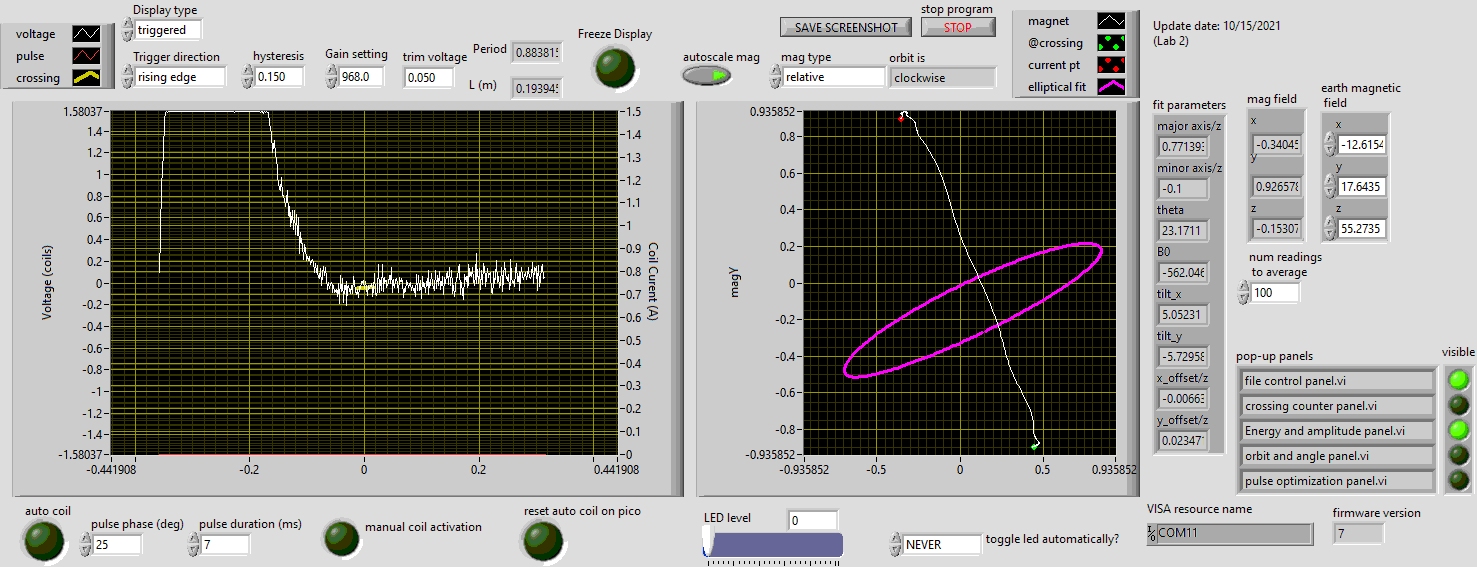 voltage
pulse
crossing
Display type
triggered
Trigger direction
rising edge
hysteresis
0.150
Gain setting
968.0
trim voltage
0.050
Period
0.883815
L (m)
0.193945
Freeze Display
SAVE SCREENSHOT
stop program
STOP
autoscale mag
mag type
relative
orbit is
clockwise
magnet
@crossing
current pt
elliptical fit
Update date: 10/15/2021
(Lab 2)
1.58037
1.4
1.2
1
0.8
0.6
0.4
0.2
0
-0.2
-0.4
-0.6
-0.8
-1
-1.2
-1.4
-1.58037
Voltage (coils)
-0.441908
-0.2
0
0.2
0.441908
1.5
1.4
1.3
1.2
1.1
1
0.9
0.8
0.7
0.6
0.5
0.4
0.3
0.2
0.1
0
Coil Curent (A)
0.935852
0.8
0.6
0.4
0.2
0
-0.2
-0.4
-0.6
-0.8
-0.935852
magY
-0.935852
-0.5
0
0.5
0.935852
fit parameters
major axis/z
0.77139
minor axis/z
-0.1
theta
23.1711
B0
-562.046
tilt_x
5.05231
tilt_y
-5.72958
x_offset/z
-0.0066
y_offset/z
0.02347
mag field
x
-0.34045
y
0.926578
z
-0.15307
earth magnetic
field
x
-12.6154
y
17.6435
z
55.2735
num readings
to average
100
pop-up panels
visible
file control panel.vi
crossing counter panel.vi
Energy and amplitude panel.vi
orbit and angle panel.vi
pulse optimization panel.vi
auto coil
pulse phase (deg)
25
pulse duration (ms)
7
manual coil activation
reset auto coil on pico
LED level
0
NEVER
toggle led automatically?
VISA resource name
COM11
firmware version
7